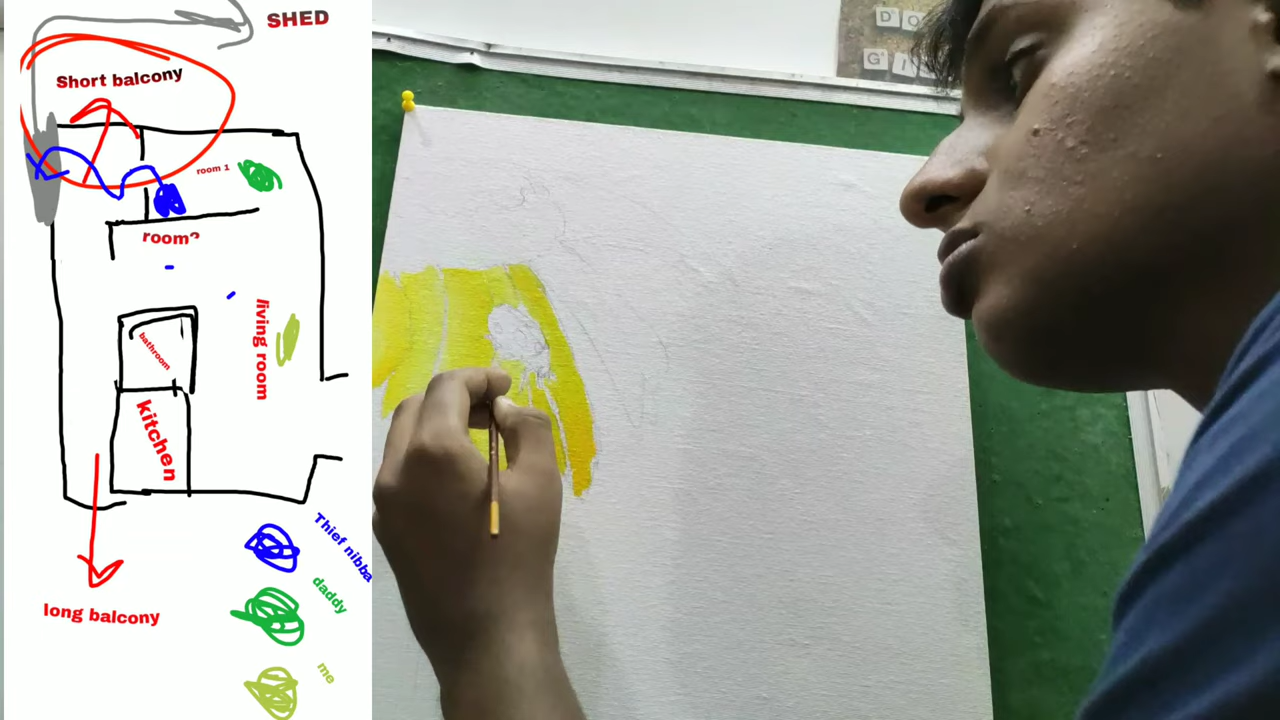 SHED
Short balcony
room 1
room?
living room
bathroom
kitchen
Thief nibba
daddy
me
long balcony
D O
G I